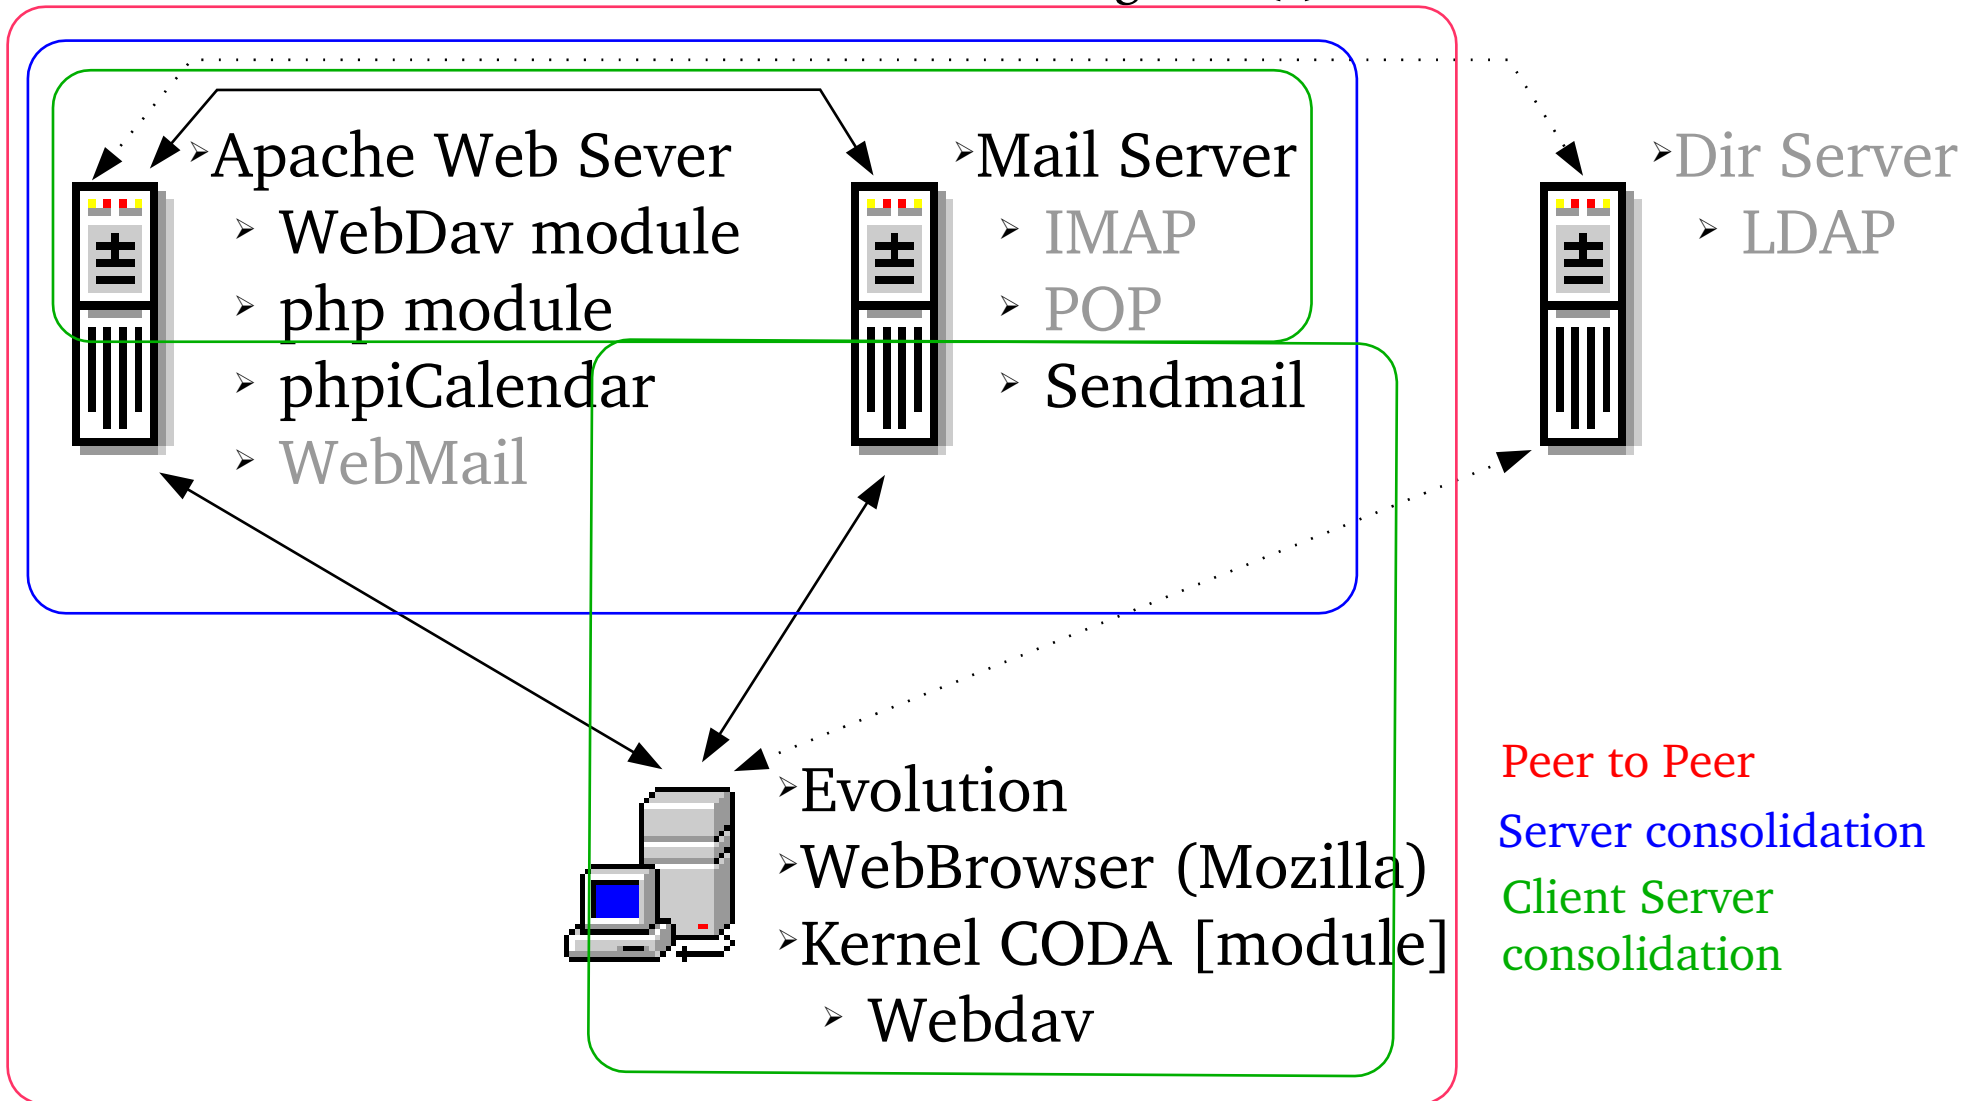 Apache Web Sever
WebDav module
php module
phpiCalendar
WebMail
Mail Server
IMAP
POP
Sendmail
Dir Server
LDAP
Evolution
WebBrowser (Mozilla)
Kernel CODA [module]
Webdav
Peer to Peer
Server consolidation
Client Server
consolidation